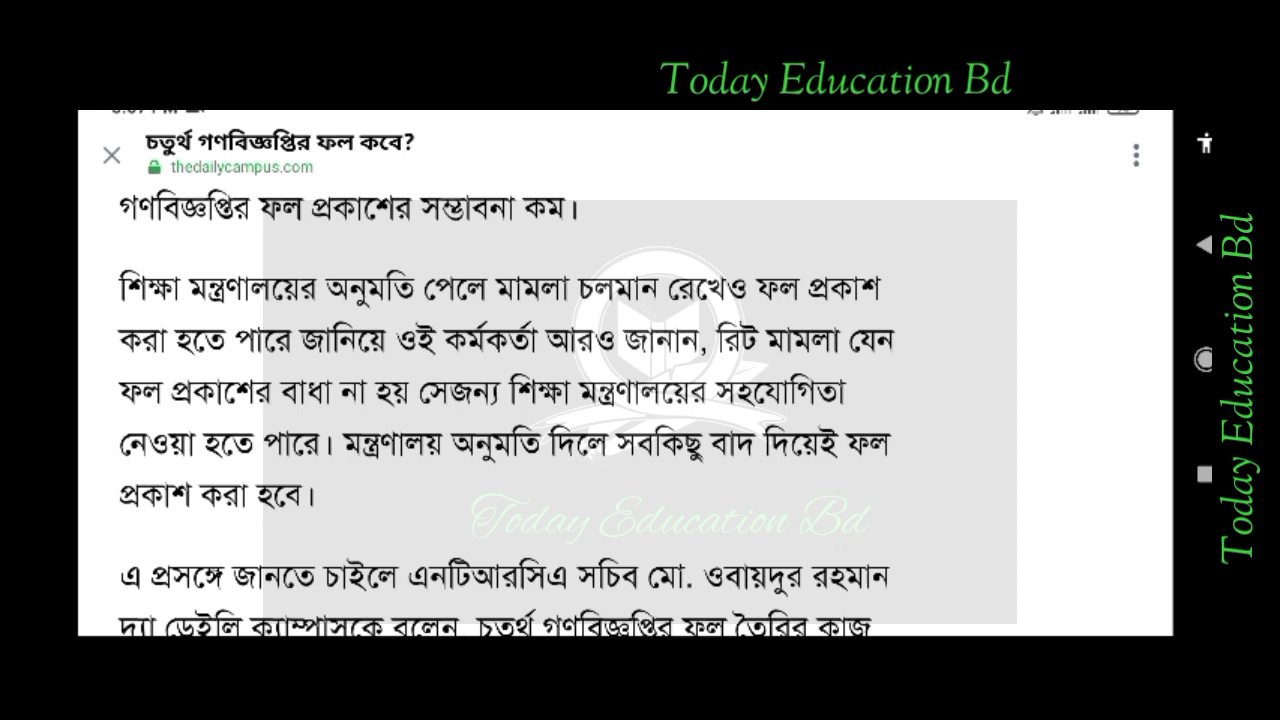 Today Education Bd
চতুর্থ গণবিজ্ঞপ্তির ফল কবে?
thedailycampus.com
গণবিজ্ঞপ্তির ফল প্রকাশের সম্ভাবনা কম।
শিক্ষা মন্ত্রণালয়ের অনুমতি পেলে মামলা চলমান রেখেও ফল প্রকাশ
করা হতে পারে জানিয়ে ওই কর্মকর্তা আরও জানান, রিট মামলা যেন
ফল প্রকাশের বাধা না হয় সেজন্য শিক্ষা মন্ত্রণালয়ের সহযোগিতা
নেওয়া হতে পারে। মন্ত্রণালয় অনুমতি দিলে সবকিছু বাদ দিয়েই ফল
প্রকাশ করা হবে।
Today Education Bd
এ প্রসঙ্গে জানতে চাইলে এনটিআরসিএ সচিব মো. ওবায়দুর রহমান
দ্যা ডেইলি ক্যাম্পাসকে বলেন, চতুর্থ গণবিজ্ঞপ্তির ফল তৈরির কাজ
Today Education Bd